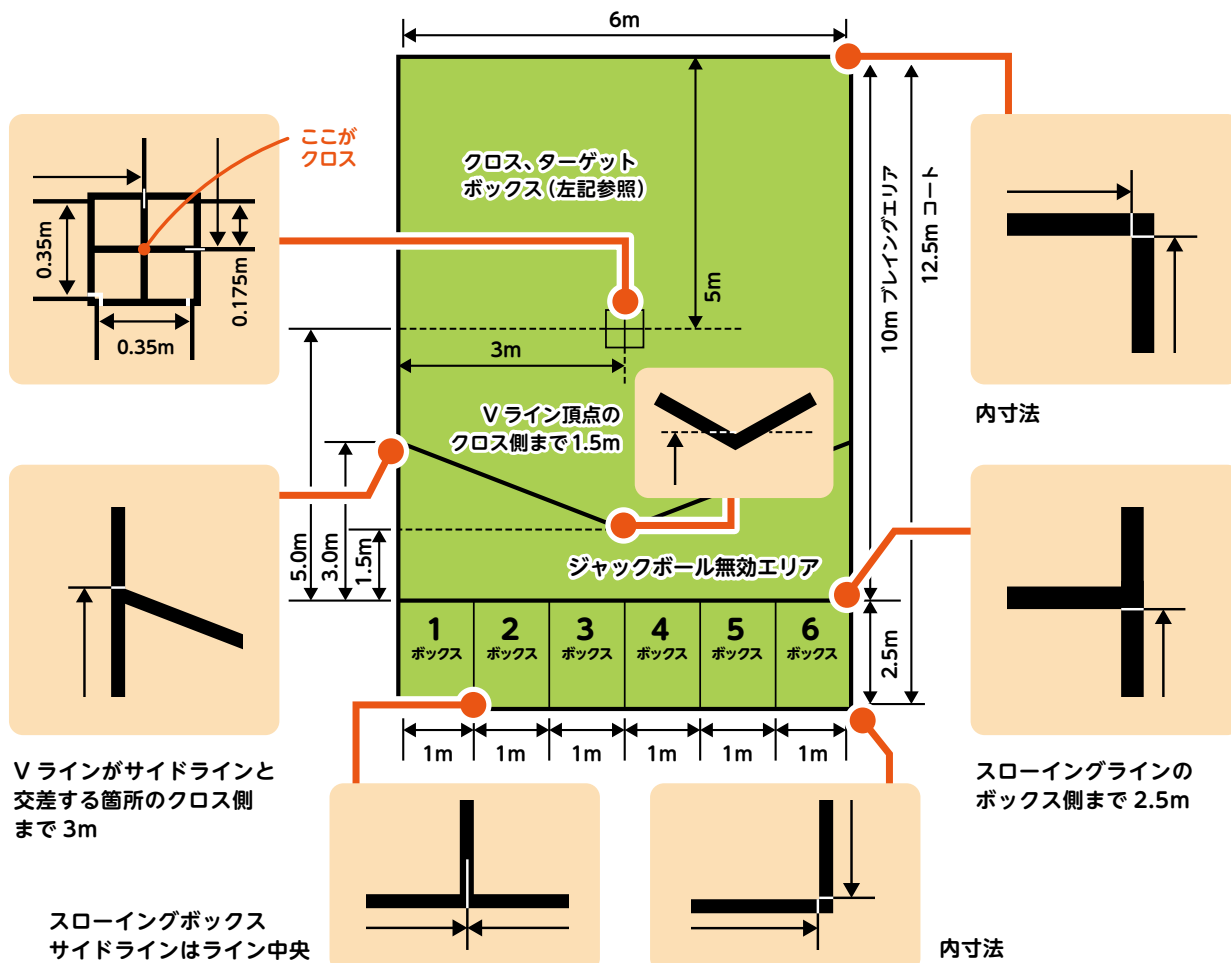 6m
ここが
クロス
クロス、ターゲット
ボックス（左記参照）
0.35m
0.175m
0.35m
5m
10m プレイングエリア
12.5m コート
3m
内寸法
V ライン頂点の
クロス側まで 1.5m
5.0m
3.0m
1.5m
ジャックボール無効エリア
1
ボックス
2
ボックス
3
ボックス
4
ボックス
5
ボックス
6
ボックス
2.5m
1m
1m
1m
1m
1m
1m
V ラインがサイドラインと
交差する箇所のクロス側
まで 3m
スローイングラインの
ボックス側まで 2.5m
スローイングボックス
サイドラインはライン中央
内寸法